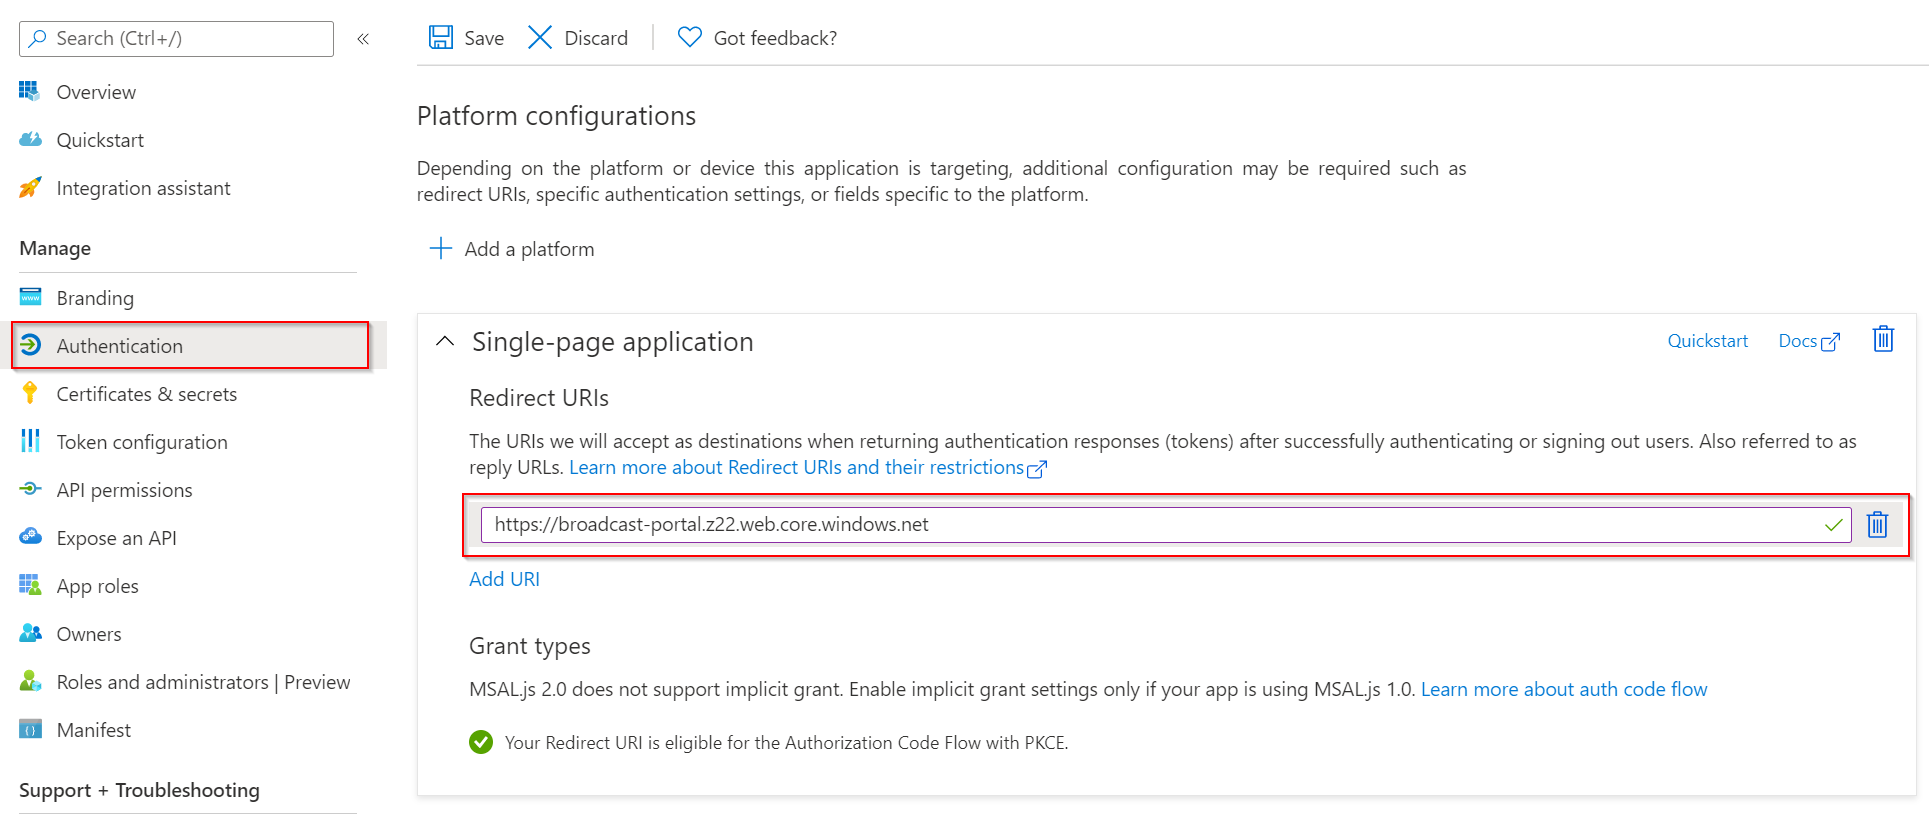 Search (Ctrl+/)
«
Save
Discard
Got feedback?
Overview
Quickstart
Integration assistant
Manage
Branding
Authentication
Certificates & secrets
Token configuration
API permissions
Expose an API
App roles
Owners
Roles and administrators | Preview
Manifest
Support + Troubleshooting
Platform configurations
Depending on the platform or device this application is targeting, additional configuration may be required such as
redirect URIs, specific authentication settings, or fields specific to the platform.
Add a platform
Single-page application
Quickstart
Docs
Redirect URIs
The URIs we will accept as destinations when returning authentication responses (tokens) after successfully authenticating or signing out users. Also referred to as
reply URLs. Learn more about Redirect URIs and their restrictions
https://broadcast-portal.z22.web.core.windows.net
Add URI
Grant types
MSAL.js 2.0 does not support implicit grant. Enable implicit grant settings only if your app is using MSAL.js 1.0. Learn more about auth code flow
Your Redirect URI is eligible for the Authorization Code Flow with PKCE.